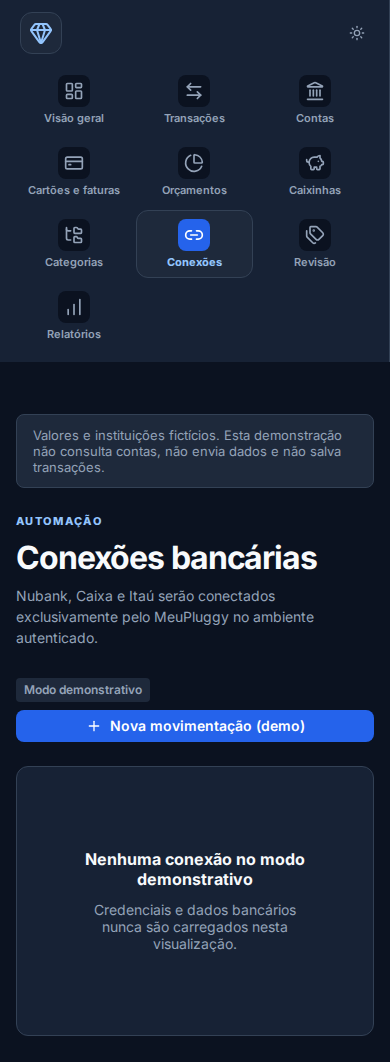 Visão geral
Transações
Contas
Cartões e faturas
Orçamentos
Caixinhas
Categorias
Conexões
Revisão
Relatórios
Valores e instituições fictícios. Esta demonstração
não consulta contas, não envia dados e não salva
transações.
AUTOMAÇÃO
Conexões bancárias
Nubank, Caixa e Itaú serão conectados
exclusivamente pelo MeuPluggy no ambiente
autenticado.
Modo demonstrativo
Nova movimentação (demo)
Nenhuma conexão no modo
demonstrativo
Credenciais e dados bancários
nunca são carregados nesta
visualização.